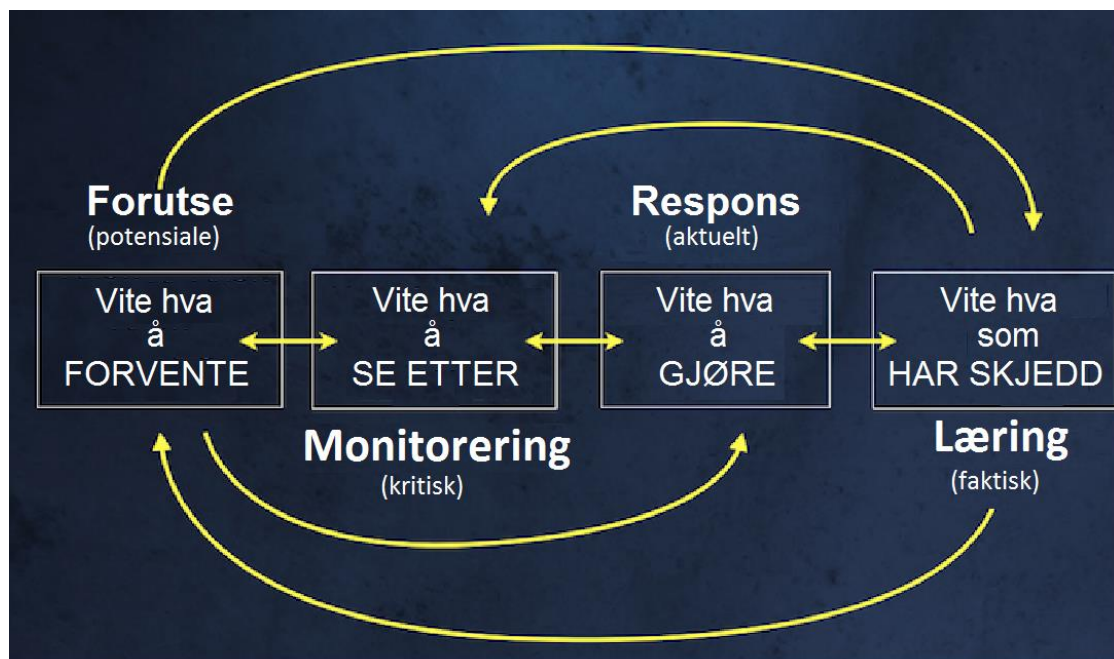 Forutse
(potensiale)
Vite hva
å
FORVENTE
Vite hva
å
SE ETTER
Monitorering
(kritisk)
Respons
(aktuelt)
Vite hva
å
GJØRE
Vite hva
som
HAR SKJEDD
Læring
(faktisk)